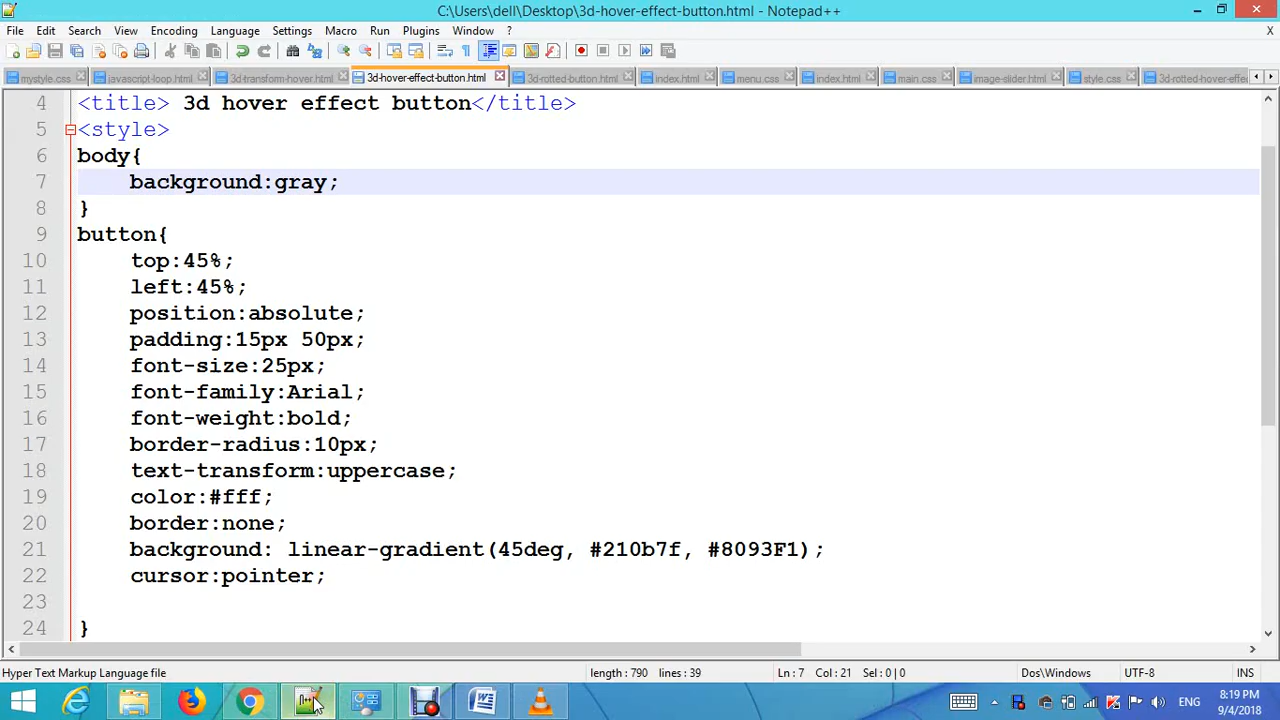 C:\Users\dell\Desktop\3d-hover-effect-button.html - Notepad++
File Edit Search View Encoding Language Settings Macro Run Plugins Window ? X
mystyle.css javascript-loop.html 3d-transform-hover.html 3d-hover-effect-button.html 3d-rotted-button.html index.html menu.css index.html main.css image-slider.html style.css 3d-rotted-hover-effe
4 <title> 3d hover effect button</title>
5 <style>
6 body{
7 background:gray;
8 }
9 button{
10 top:45%;
11 left:45%;
12 position:absolute;
13 padding:15px 50px;
14 font-size:25px;
15 font-family:Arial;
16 font-weight:bold;
17 border-radius:10px;
18 text-transform:uppercase;
19 color:#fff;
20 border:none;
21 background: linear-gradient(45deg, #210b7f, #8093F1);
22 cursor:pointer;
23
24 }
Hyper Text Markup Language file length : 790 lines : 39 Ln : 7 Col : 21 Sel : 0 | 0 Dos\Windows UTF-8 INS
ENG 8:19 PM
9/4/2018